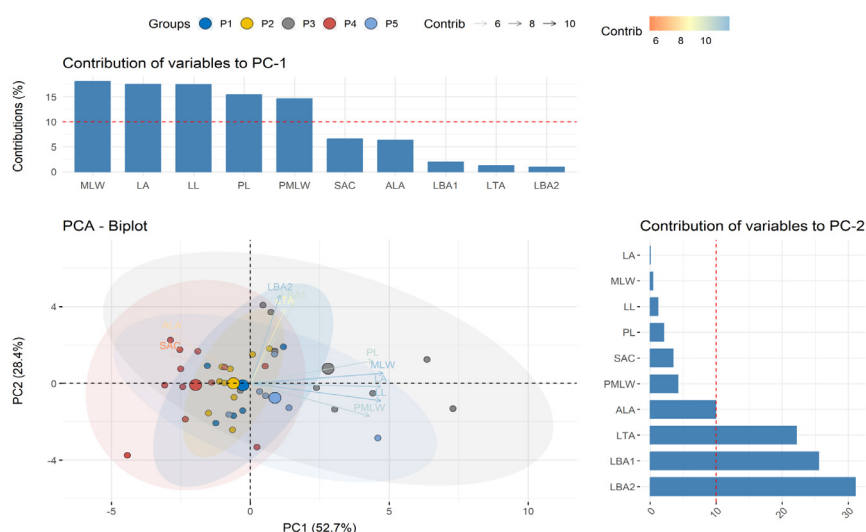 Groups P1 P2 P3 P4 P5 Contrib 6 8 10
Contrib
6 8 10
Contribution of variables to PC-1
Contributions (%)
15
10
5
0
MLW LA LL PL PMLW SAC ALA LBA1 LTA LBA2
PCA - Biplot
PC2 (28.4%)
4
0
-4
LBA2
SAC
PL
MLW
LA
LL
PMLW
-5 0 5 10
PC1 (52.7%)
Contribution of variables to PC-2
LA
MLW
LL
PL
SAC
PMLW
ALA
LTA
LBA1
LBA2
0 10 20 30